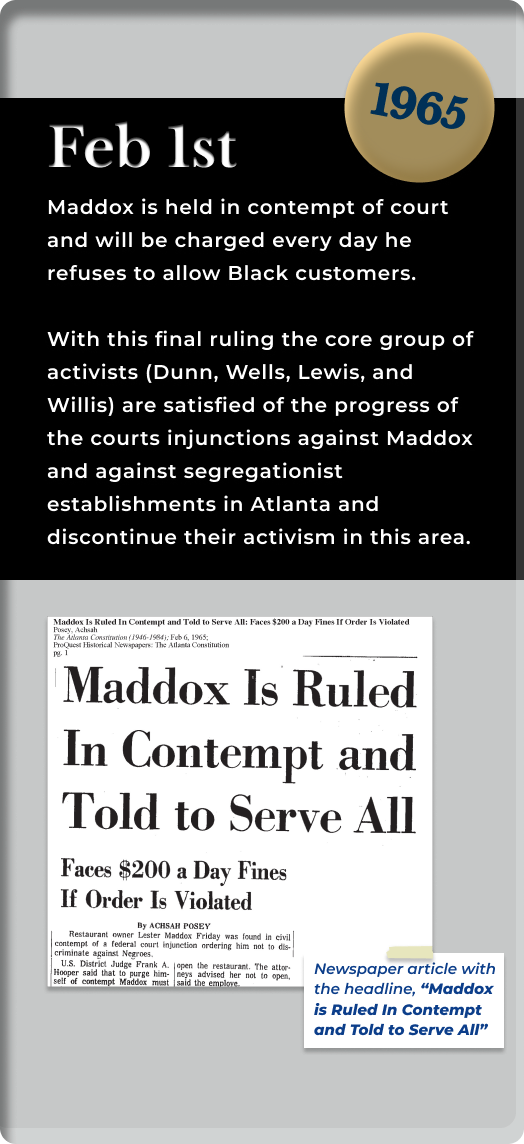 1965
Feb 1st
Maddox is held in contempt of court
and will be charged every day he
refuses to allow Black customers.
With this final ruling the core group of
activists (Dunn, Wells, Lewis, and
Willis) are satisfied of the progress of
the courts injunctions against Maddox
and against segregationist
establishments in Atlanta and
discontinue their activism in this area.
Maddox Is Ruled In Contempt and Told to Serve All: Faces $200 a Day Fines If Order Is Violated
Posey, Achsah
The Atlanta Constitution (1946-1984); Feb 6, 1965;
ProQuest Historical Newspapers: The Atlanta Constitution
pg. 1
Maddox Is Ruled
In Contempt and
Told to Serve All
Faces $200 a Day Fines
If Order Is Violated
By ACHSAH POSEY
Restaurant owner Lester Maddox Friday was found in civil
contempt of a federal court injunction ordering him not to dis-
criminate against Negroes.
U.S. District Judge Frank A.
Hooper said that to purge him-
self of contempt Maddox must
open the restaurant. The attor-
neys advised her not to open,
said the employe.
Newspaper article with
the headline, “Maddox
is Ruled In Contempt
and Told to Serve All”